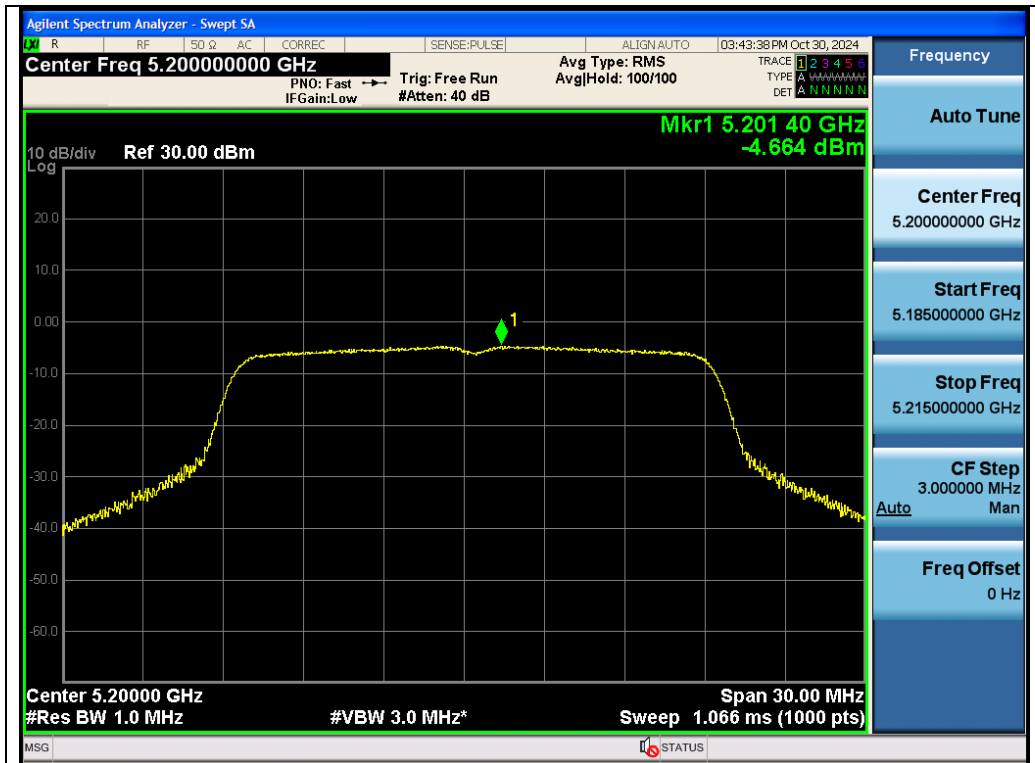 Agilent Spectrum Analyzer - Swept SA
LXI R RF 50 Ω AC CORREC SENSE:PULSE ALIGN AUTO 03:43:38 PM Oct 30, 2024
Center Freq 5.200000000 GHz
PNO: Fast
IFGain:Low
Trig: Free Run
#Atten: 40 dB
Avg Type: RMS
Avg|Hold: 100/100
TRACE 1 2 3 4 5 6
TYPE A WWWWW
DET A N N N N N
Mkr1 5.201 40 GHz
-4.664 dBm
10 dB/div Ref 30.00 dBm
Log
20.0
10.0
0.00
-10.0
-20.0
-30.0
-40.0
-50.0
-60.0
1
Center 5.20000 GHz Span 30.00 MHz
#Res BW 1.0 MHz #VBW 3.0 MHz* Sweep 1.066 ms (1000 pts)
MSG STATUS
Frequency
Auto Tune
Center Freq
5.200000000 GHz
Start Freq
5.185000000 GHz
Stop Freq
5.215000000 GHz
CF Step
3.000000 MHz
Auto Man
Freq Offset
0 Hz